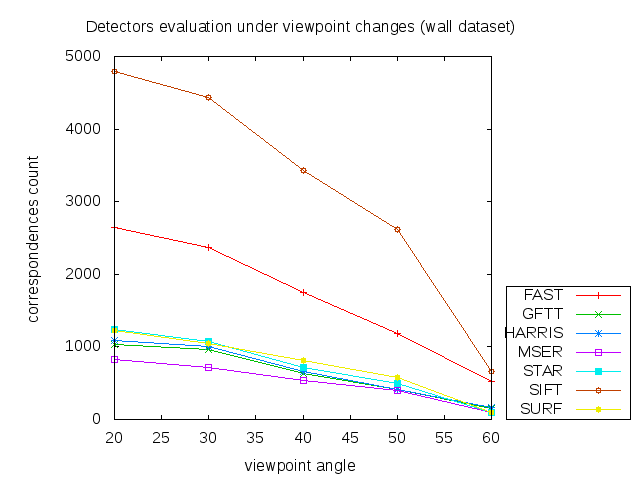 Detectors evaluation under viewpoint changes (wall dataset)
5000
4000
3000
2000
1000
0
correspondences count
20 25 30 35 40 45 50 55 60
viewpoint angle
FAST
GFTT
HARRIS
MSER
STAR
SIFT
SURF